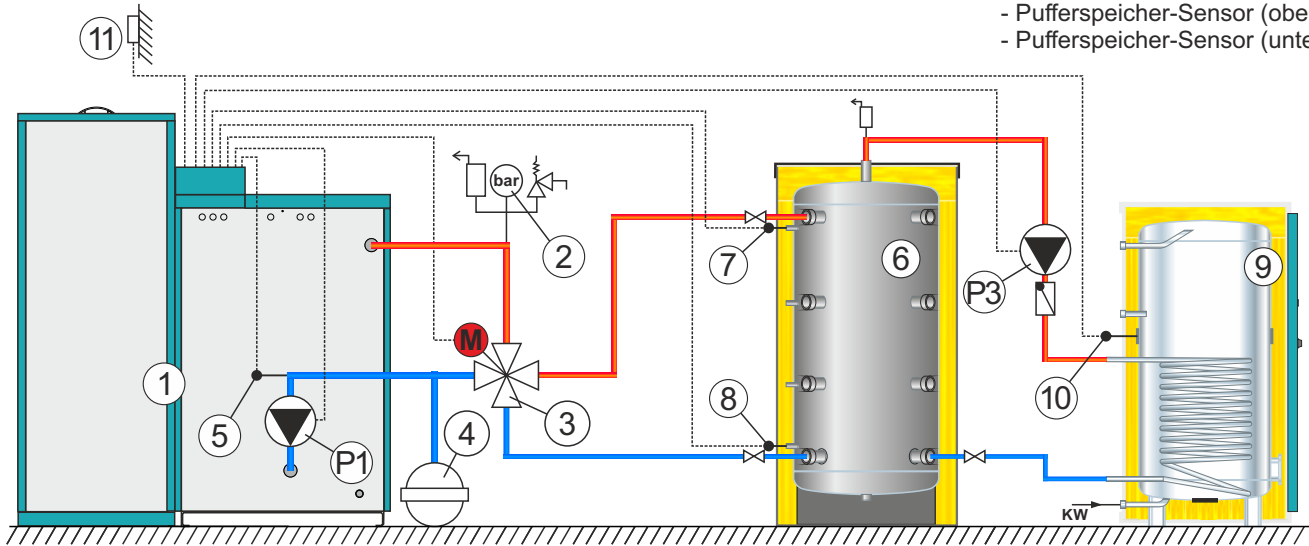 - Pufferspeicher-Sensor (obe
- Pufferspeicher-Sensor (unte
11
bar
2
7
6
9
P3
M
1
10
5
3
8
4
P1
KW